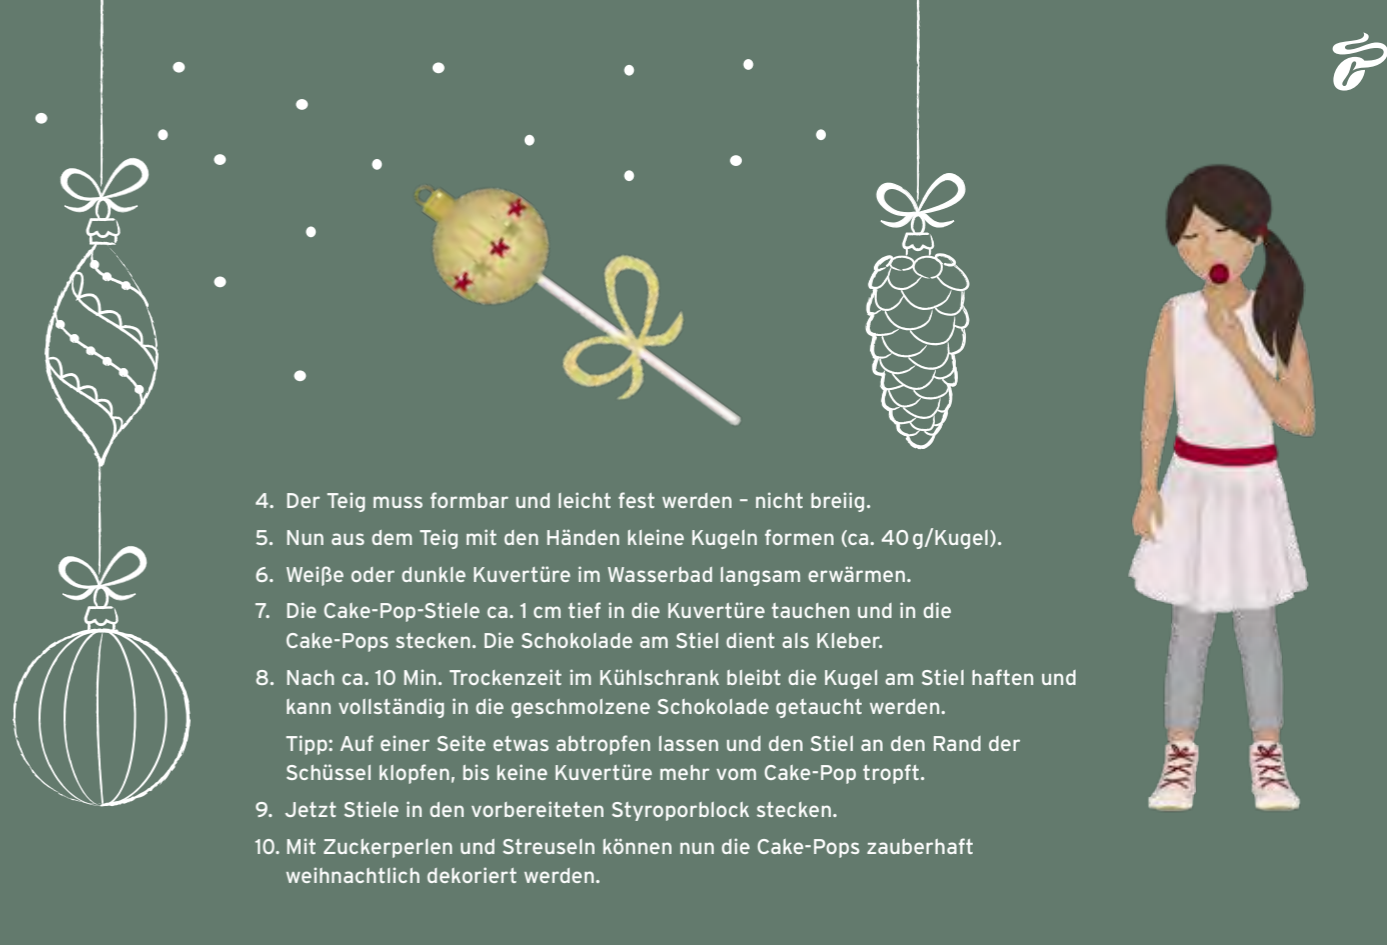 4. Der Teig muss formbar und leicht fest werden – nicht breiig.
5. Nun aus dem Teig mit den Händen kleine Kugeln formen (ca. 40 g/Kugel).
6. Weiße oder dunkle Kuvertüre im Wasserbad langsam erwärmen.
7. Die Cake-Pop-Stiele ca. 1 cm tief in die Kuvertüre tauchen und in die
Cake-Pops stecken. Die Schokolade am Stiel dient als Kleber.
8. Nach ca. 10 Min. Trockenzeit im Kühlschrank bleibt die Kugel am Stiel haften und
kann vollständig in die geschmolzene Schokolade getaucht werden.
Tipp: Auf einer Seite etwas abtropfen lassen und den Stiel an den Rand der
Schüssel klopfen, bis keine Kuvertüre mehr vom Cake-Pop tropft.
9. Jetzt Stiele in den vorbereiteten Styroporblock stecken.
10. Mit Zuckerperlen und Streuseln können nun die Cake-Pops zauberhaft
weihnachtlich dekoriert werden.